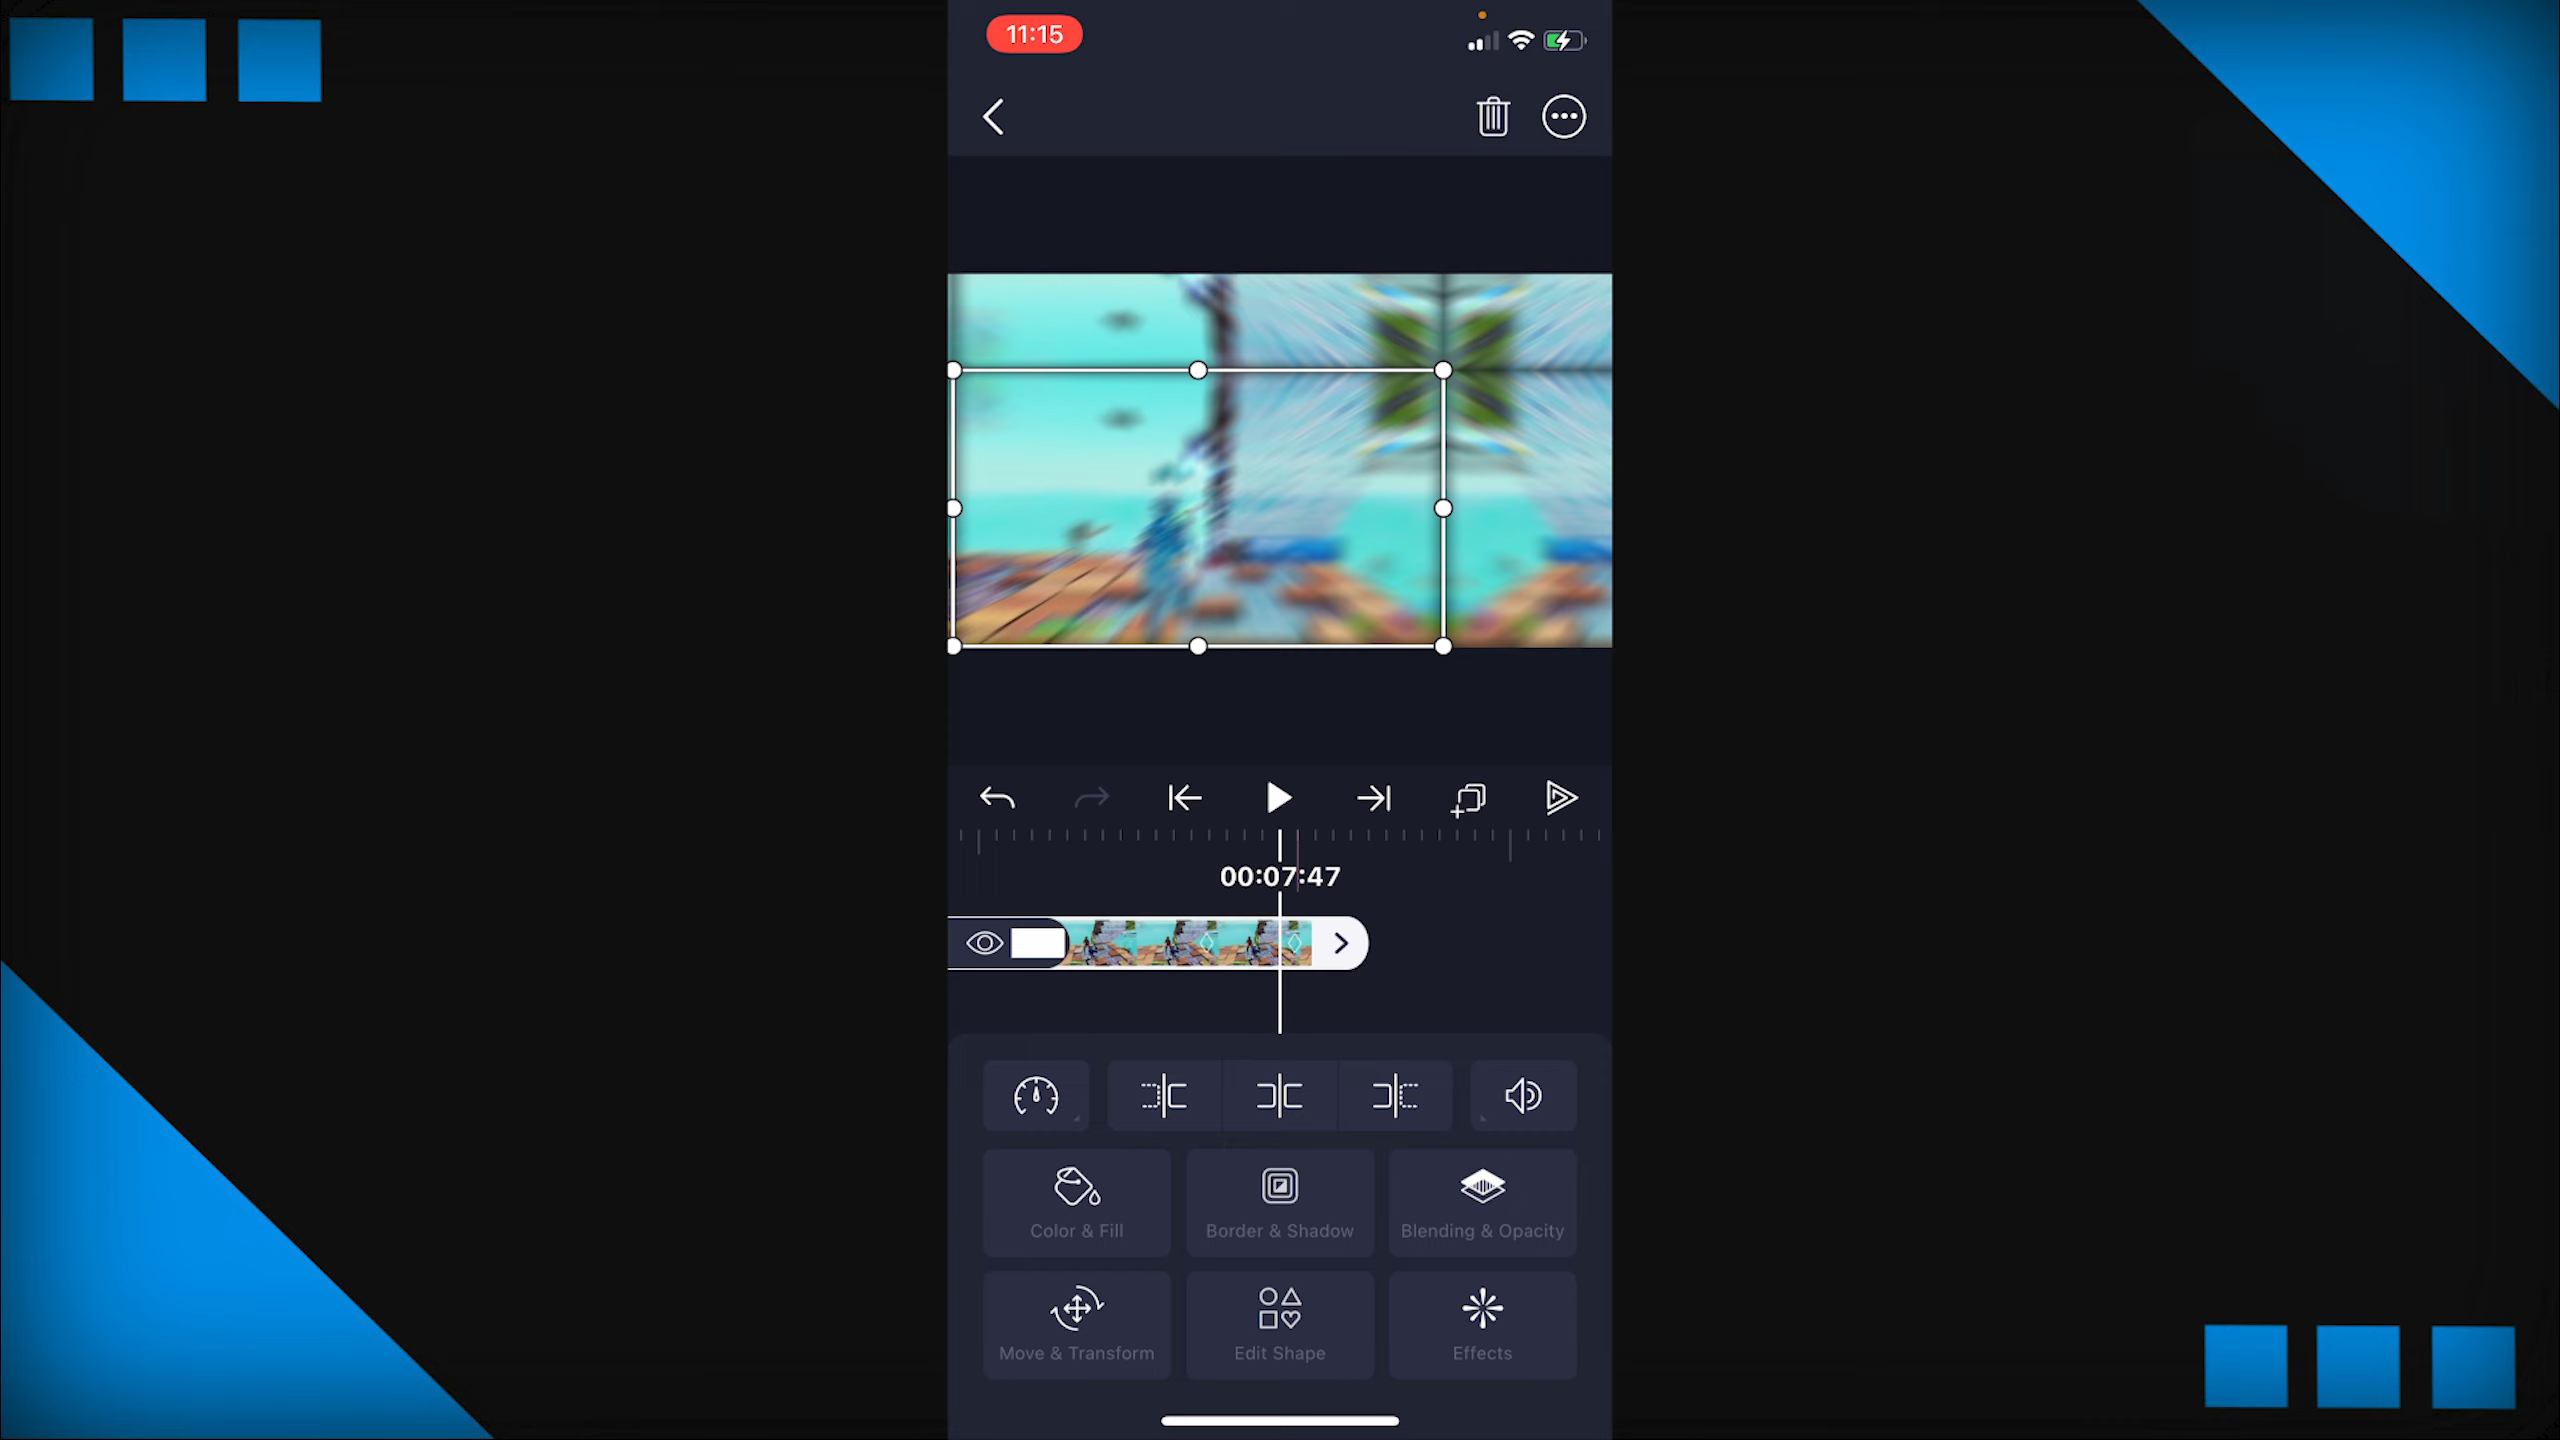 11:15
00:07:47
Color & Fill
Border & Shadow
Blending & Opacity
Move & Transform
Edit Shape
Effects